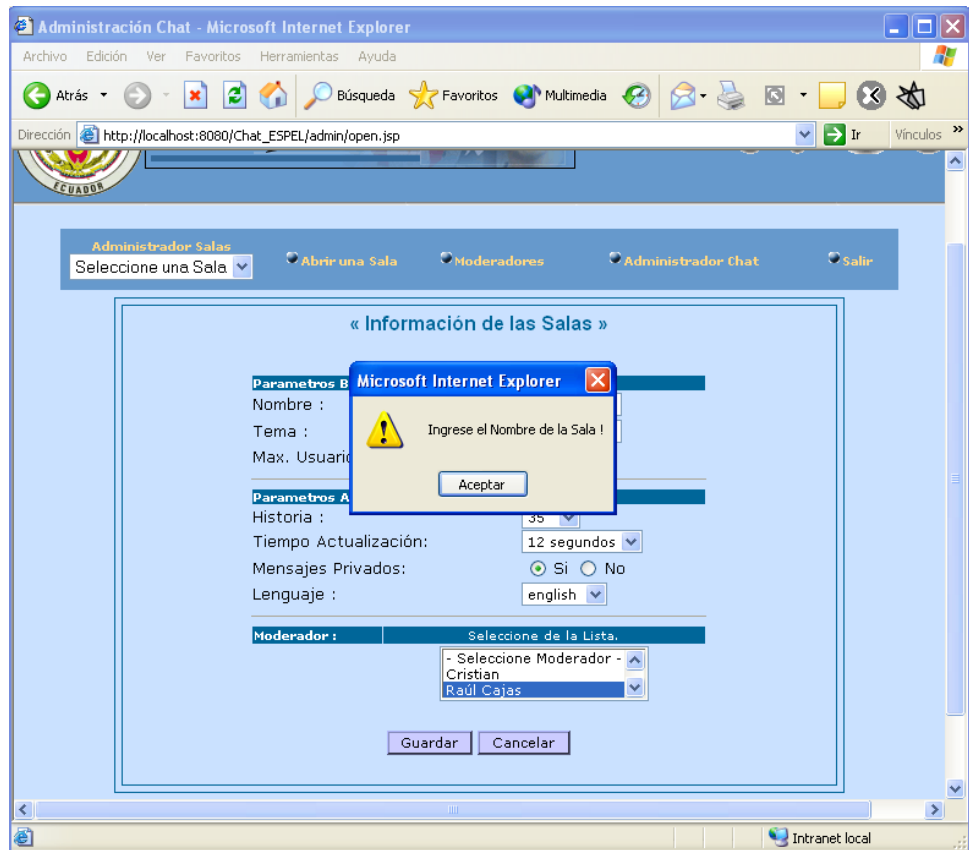 Administración Chat - Microsoft Internet Explorer
Archivo Edición Ver Favoritos Herramientas Ayuda
Atrás Búsqueda Favoritos Multimedia
Dirección http://localhost:8080/Chat_ESPEL/admin/open.jsp Ir Vínculos »
ECUADOR
Administrador Salas
Seleccione una Sala Abrir una Sala Moderadores Administrador Chat Salir
« Información de las Salas »
Microsoft Internet Explorer
Parametros B
Nombre :
Ingrese el Nombre de la Sala !
Tema :
Max. Usuario
Aceptar
Parametros A
Historia : 35
Tiempo Actualización: 12 segundos
Mensajes Privados: Si No
Lenguaje : english
Moderador : Seleccione de la Lista.
- Seleccione Moderador -
Cristian
Raúl Cajas
Guardar Cancelar
Intranet local